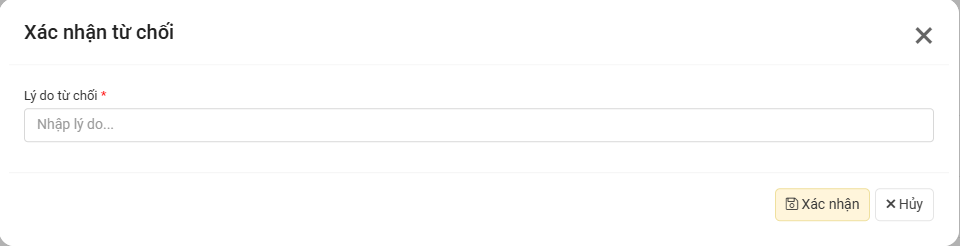 Xác nhận từ chối
Lý do từ chối *
Nhập lý do...
Xác nhận
Hủy